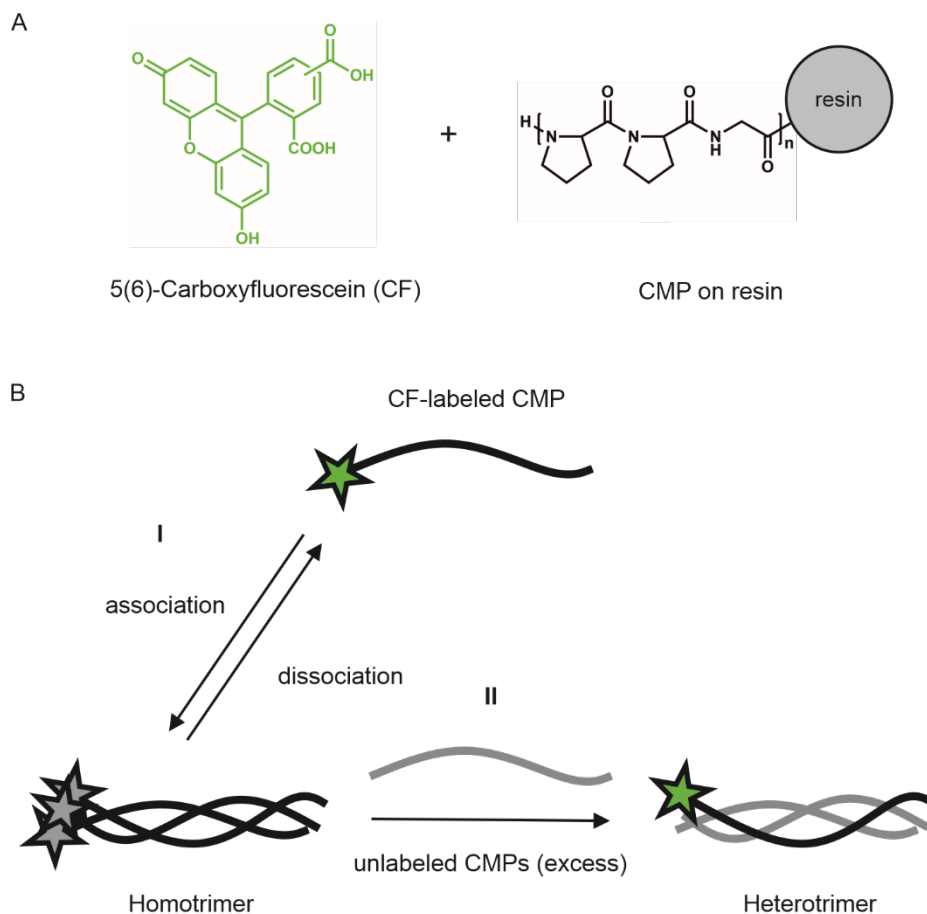 A
O
O
OH
COOH
O
OH
+
H
N
O
N
O
N
H
O
n
resin
5(6)-Carboxyfluorescein (CF)
CMP on resin
B
CF-labeled CMP
I
association
dissociation
II
unlabeled CMPs (excess)
Homotrimer
Heterotrimer